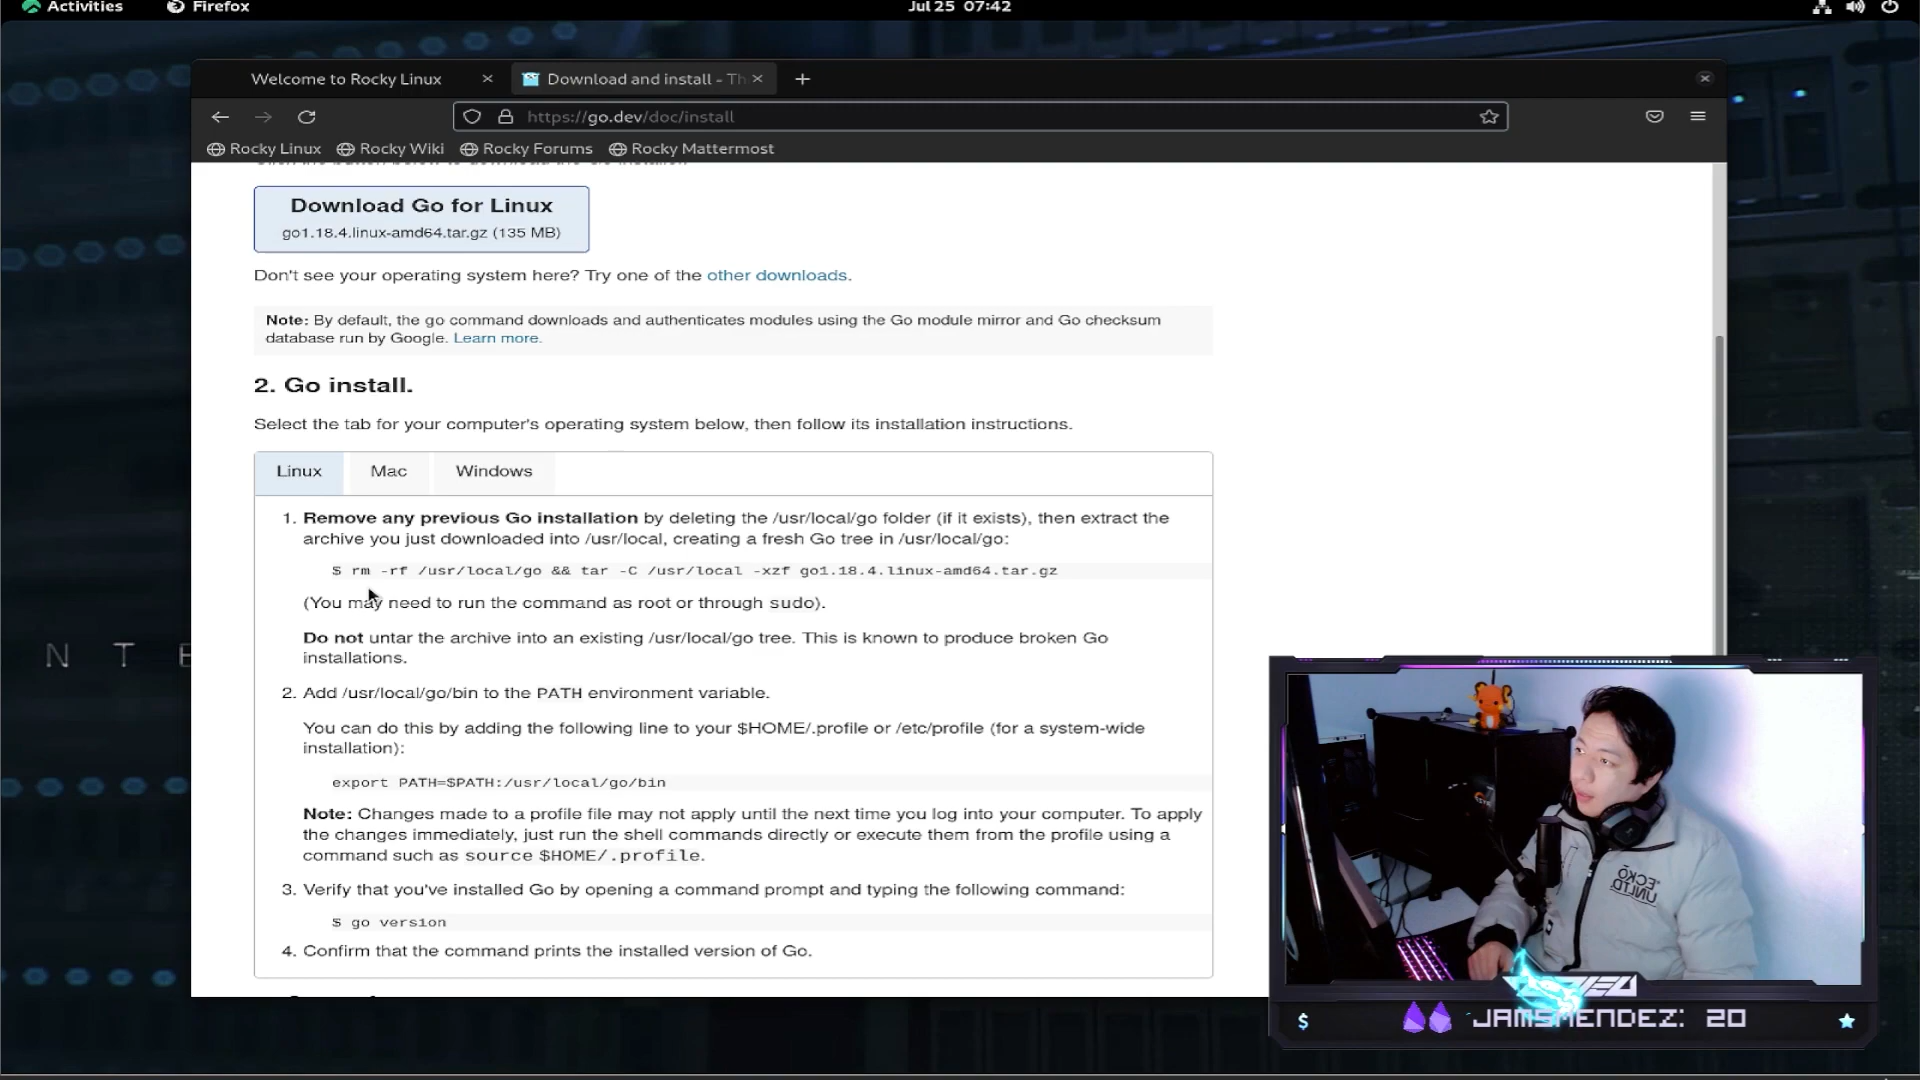 Activities
Firefox
Jul 25 07:42
Welcome to Rocky Linux
Download and install - Th
https://go.dev/doc/install
Rocky Linux
Rocky Wiki
Rocky Forums
Rocky Mattermost
Download Go for Linux
go1.18.4.linux-amd64.tar.gz (135 MB)
Don't see your operating system here? Try one of the other downloads.
Note: By default, the go command downloads and authenticates modules using the Go module mirror and Go checksum
database run by Google. Learn more.
2. Go install.
Select the tab for your computer's operating system below, then follow its installation instructions.
Linux
Mac
Windows
1. Remove any previous Go installation by deleting the /usr/local/go folder (if it exists), then extract the
archive you just downloaded into /usr/local, creating a fresh Go tree in /usr/local/go:
$ rm -rf /usr/local/go && tar -C /usr/local -xzf go1.18.4.linux-amd64.tar.gz
(You may need to run the command as root or through sudo).
Do not untar the archive into an existing /usr/local/go tree. This is known to produce broken Go
installations.
2. Add /usr/local/go/bin to the PATH environment variable.
You can do this by adding the following line to your $HOME/.profile or /etc/profile (for a system-wide
installation):
export PATH=$PATH:/usr/local/go/bin
Note: Changes made to a profile file may not apply until the next time you log into your computer. To apply
the changes immediately, just run the shell commands directly or execute them from the profile using a
command such as source $HOME/.profile.
3. Verify that you've installed Go by opening a command prompt and typing the following command:
$ go version
4. Confirm that the command prints the installed version of Go.
N T E
ECKO
UNLTD
$
JAMSMENDEZ: 20